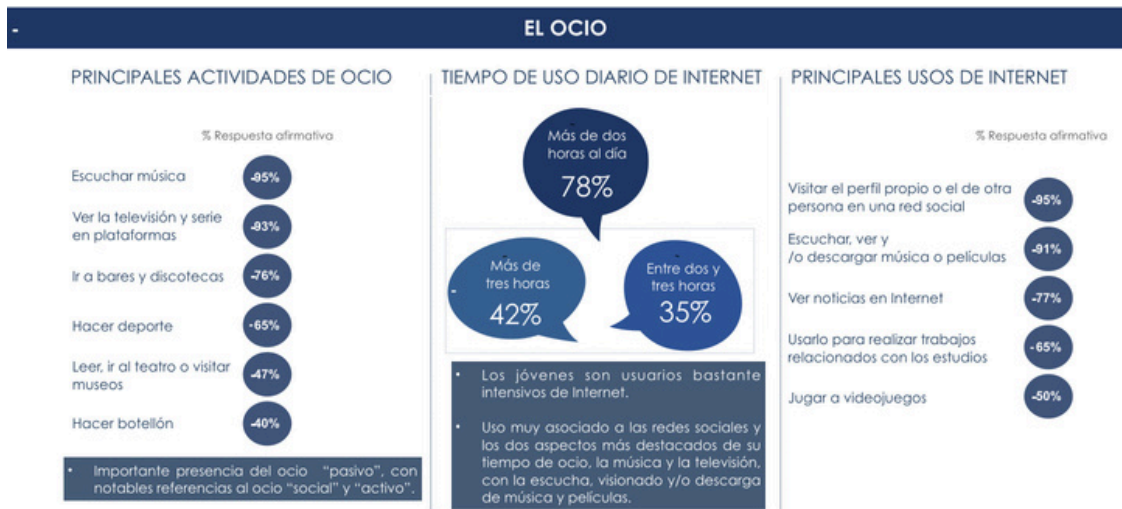 EL OCIO
PRINCIPALES ACTIVIDADES DE OCIO
% Respuesta afirmativa
Escuchar música
-95%
Ver la televisión y serie
en plataformas
-93%
Ir a bares y discotecas
-76%
Hacer deporte
-65%
Leer, ir al teatro o visitar
museos
-47%
Hacer botellón
-40%
• Importante presencia del ocio "pasivo", con
notables referencias al ocio "social" y "activo".
TIEMPO DE USO DIARIO DE INTERNET
Más de dos
horas al día
78%
Más de
tres horas
42%
Entre dos y
tres horas
35%
• Los jóvenes son usuarios bastante
intensivos de Internet.
• Uso muy asociado a las redes sociales y
los dos aspectos más destacados de su
tiempo de ocio, la música y la televisión,
con la escucha, visionado y/o descarga
de música y películas.
PRINCIPALES USOS DE INTERNET
% Respuesta afirmativa
Visitar el perfil propio o el de otra
persona en una red social
-95%
Escuchar, ver y
/o descargar música o películas
-91%
Ver noticias en Internet
-77%
Usarlo para realizar trabajos
relacionados con los estudios
-65%
Jugar a videojuegos
-50%